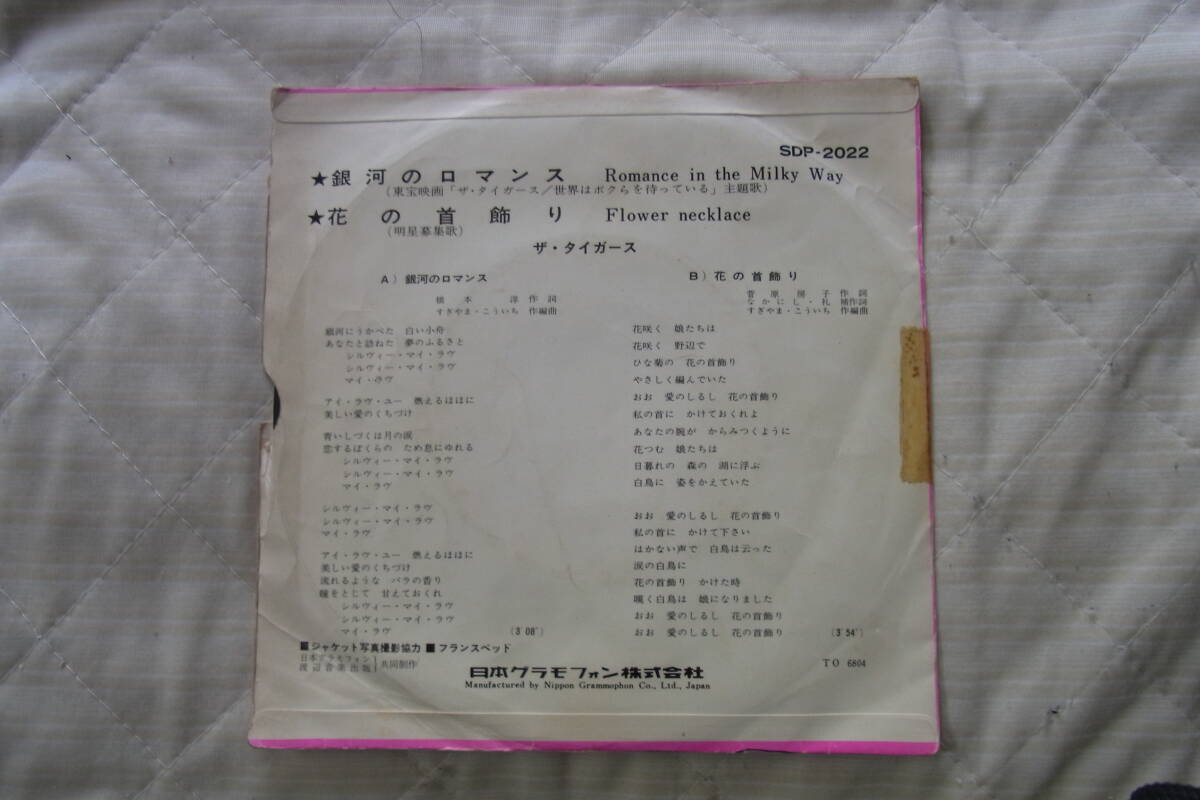 SDP-2022
★銀河のロマンス Romance in the Milky Way
(東宝映画「ザ・タイガース/世界はボクらを待っている」主題歌)
★花の首飾り Flower necklace
(明星募集歌)
ザ・タイガース
A) 銀河のロマンス
橋本 淳 作詞
すぎやま・こういち 作編曲
銀河にうかべた 白い小舟
あなたと訪ねた 夢のふるさと
シルヴィー・マイ・ラヴ
シルヴィー・マイ・ラヴ
マイ・ラヴ
アイ・ラヴ・ユー 燃えるほほに
美しい愛のくちづけ
青いしづくは月の涙
恋するぼくらの ため息にゆれる
シルヴィー・マイ・ラヴ
シルヴィー・マイ・ラヴ
マイ・ラヴ
シルヴィー・マイ・ラヴ
シルヴィー・マイ・ラヴ
マイ・ラヴ
アイ・ラヴ・ユー 燃えるほほに
美しい愛のくちづけ
流れるような バラの香り
瞳をとじて 甘えておくれ
シルヴィー・マイ・ラヴ
シルヴィー・マイ・ラヴ
マイ・ラヴ (3′08″)
B) 花の首飾り
菅原房子 作詞
なかにし・礼 補作詞
すぎやま・こういち 作編曲
花咲く 娘たちは
花咲く 野辺で
ひな菊の 花の首飾り
やさしく編んでいた
おお 愛のしるし 花の首飾り
私の首に かけておくれよ
あなたの腕が からみつくように
花つむ 娘たちは
日暮れの 森の 湖に浮ぶ
白鳥に 姿をかえていた
おお 愛のしるし 花の首飾り
私の首に かけて下さい
はかない声で 白鳥は云った
涙の白鳥に
花の首飾り かけた時
嘆く白鳥は 娘になりました
おお 愛のしるし 花の首飾り
おお 愛のしるし 花の首飾り (3′54″)
■ジャケット写真撮影協力 ■フランスベッド
日本グラモフォン
渡辺音楽出版 共同制作
日本グラモフォン株式会社
Manufactured by Nippon Grammophon Co., Ltd., Japan
TO 6804